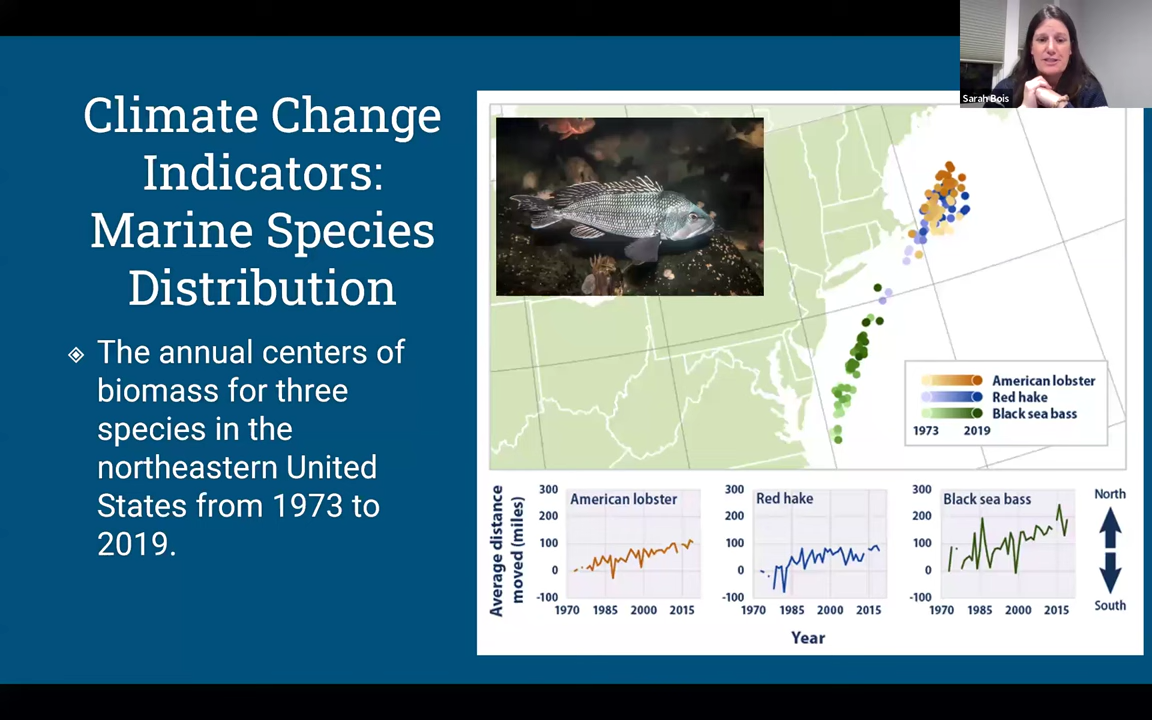 Sarah Bois
Climate Change
Indicators:
Marine Species
Distribution
The annual centers of
biomass for three
species in the
northeastern United
States from 1973 to
2019.
American lobster
Red hake
Black sea bass
1973 2019
Average distance
moved (miles)
300
200
100
0
-100
American lobster
1970 1985 2000 2015
300
200
100
0
-100
Red hake
1970 1985 2000 2015
300
200
100
0
-100
Black sea bass
1970 1985 2000 2015
North
South
Year